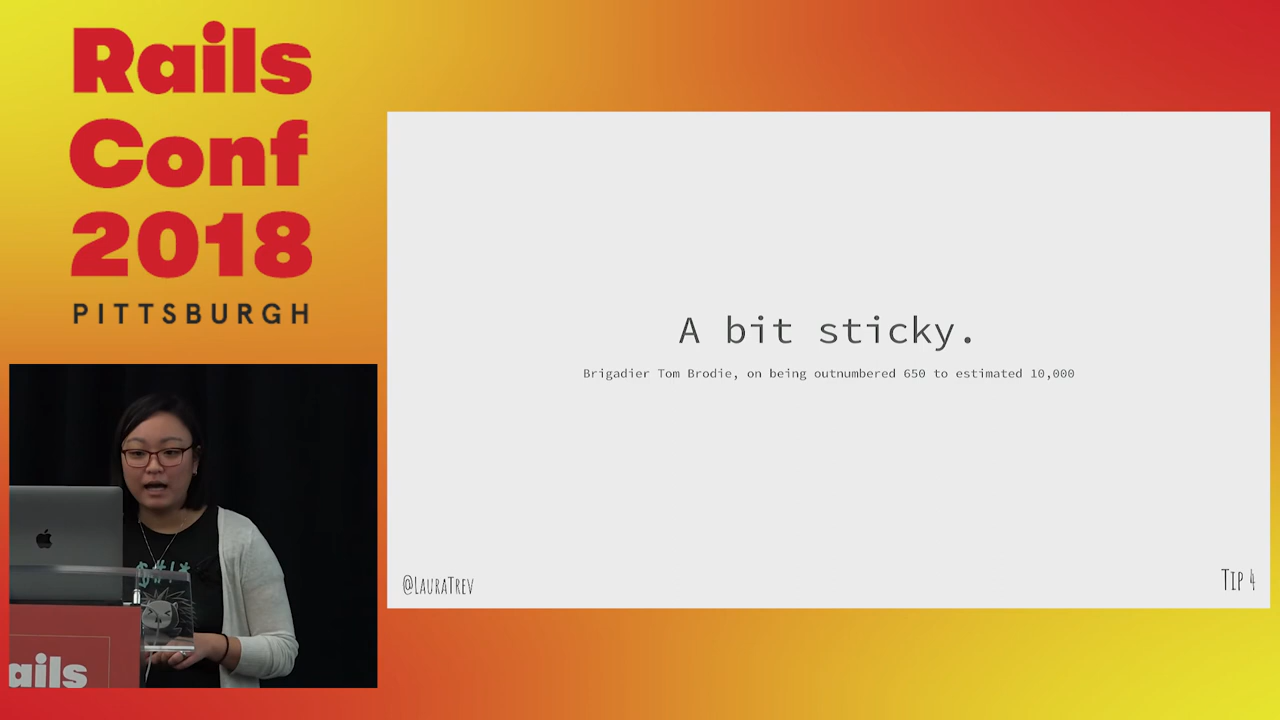 Rails
Conf
2018
PITTSBURGH
A bit sticky.
Brigadier Tom Brodie, on being outnumbered 650 to estimated 10,000
@LauraTrev
Tip 4
$#!*
ails